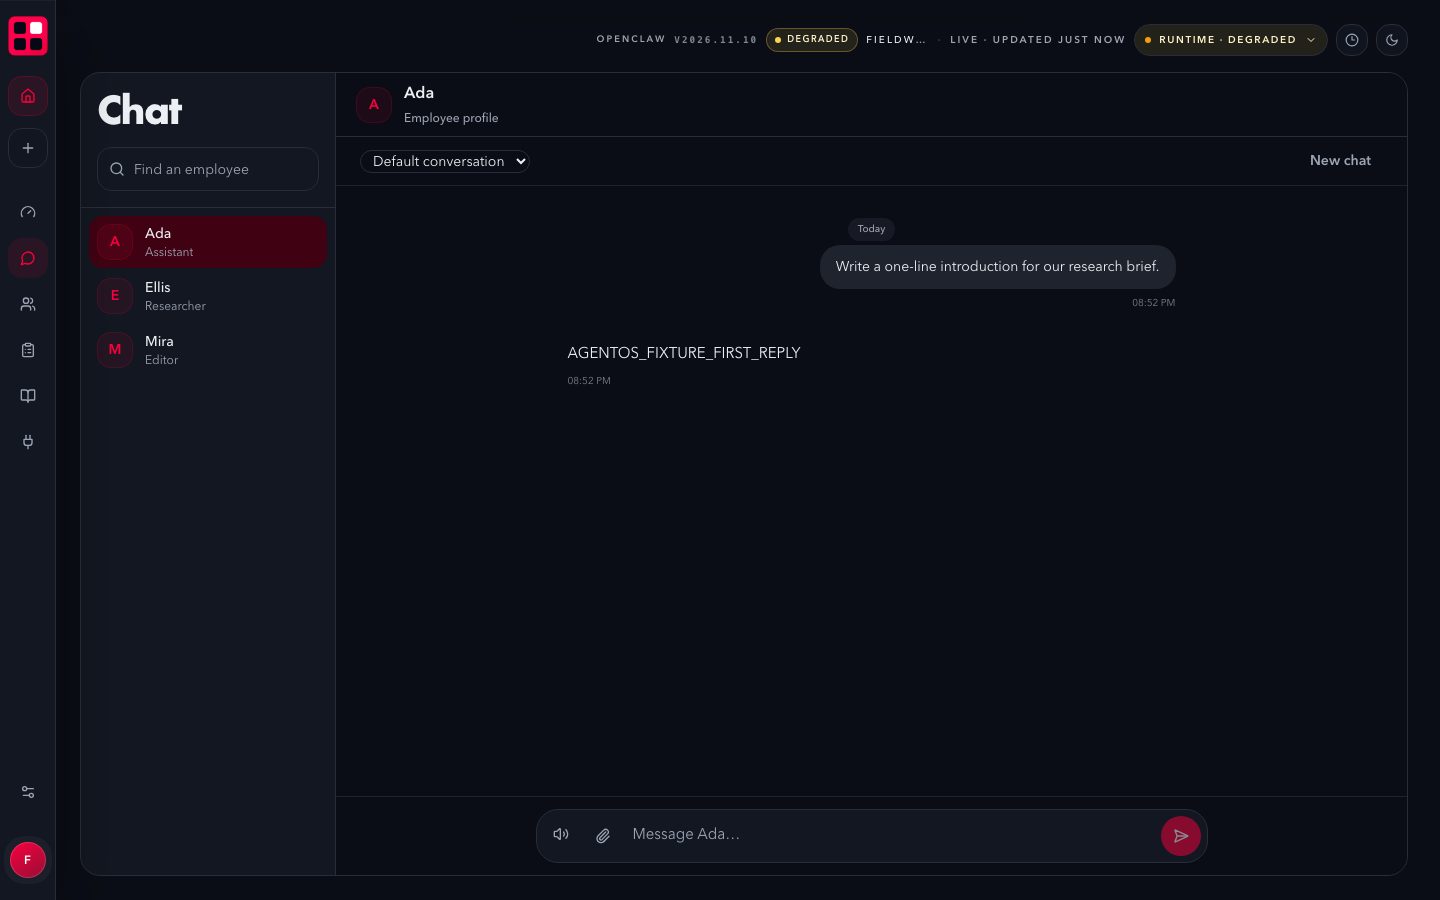 OPENCLAW V2026.11.10 DEGRADED FIELDW... · LIVE · UPDATED JUST NOW RUNTIME · DEGRADED
Chat
Find an employee
A
Ada
Assistant
E
Ellis
Researcher
M
Mira
Editor
A
Ada
Employee profile
Default conversation
New chat
Today
Write a one-line introduction for our research brief.
08:52 PM
AGENTOS_FIXTURE_FIRST_REPLY
08:52 PM
Message Ada...
F